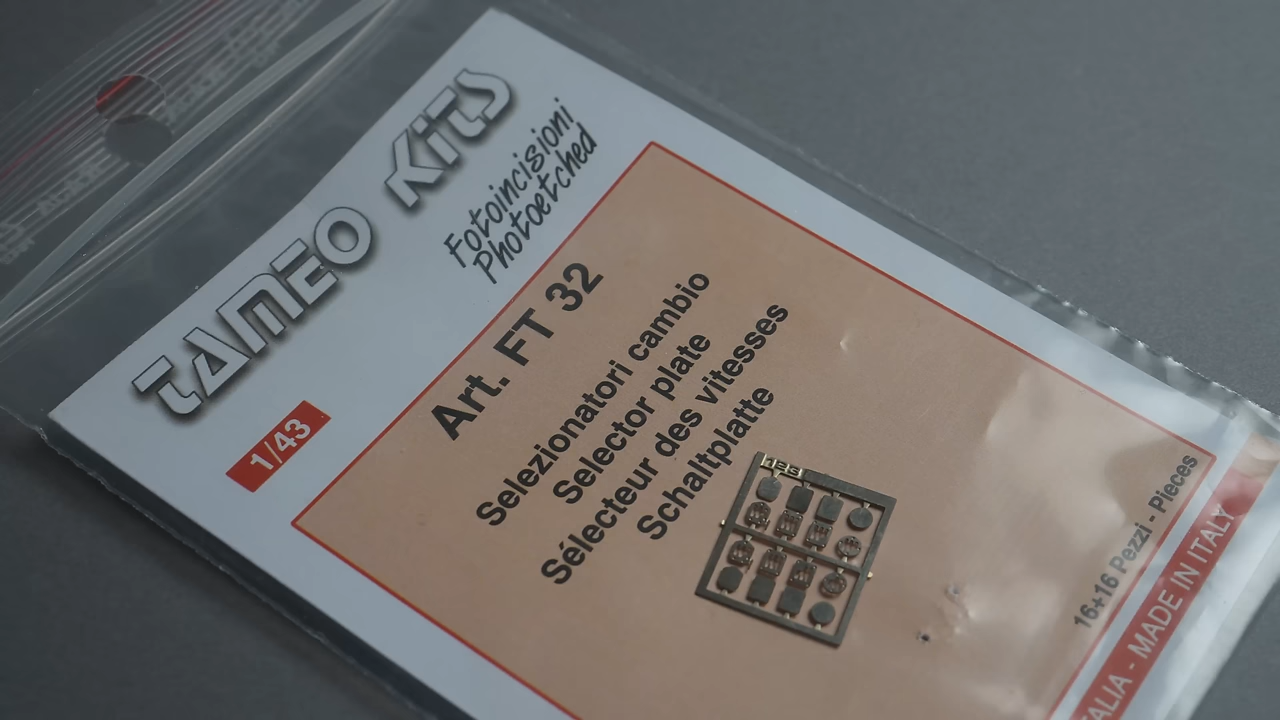 TAMEO KITS
Fotoincisioni
Photoetched
1/43
Art. FT 32
Selezionatori cambio
Selector plate
Sélecteur des vitesses
Schaltplatte
123
16+16 Pezzi - Pieces
MADE IN ITALY